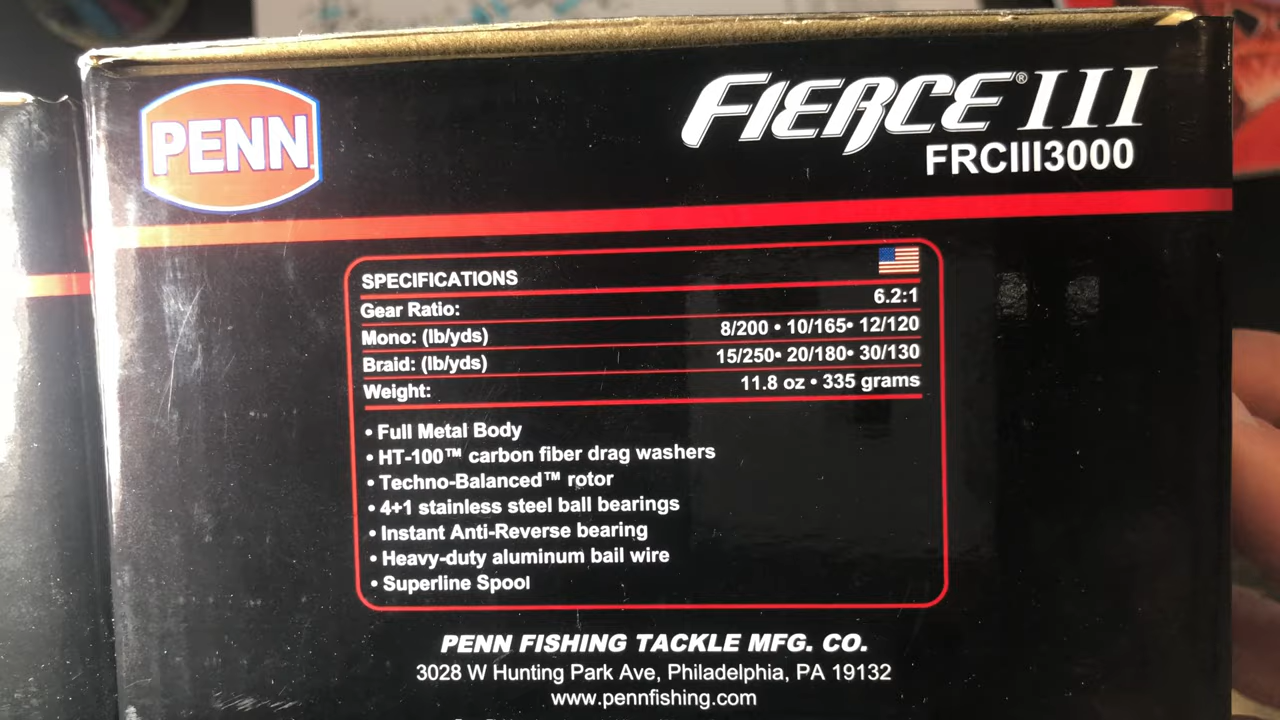 PENN
FIERCE® III
FRCIII3000
SPECIFICATIONS
Gear Ratio: 6.2:1
Mono: (lb/yds) 8/200 • 10/165• 12/120
Braid: (lb/yds) 15/250• 20/180• 30/130
Weight: 11.8 oz • 335 grams
• Full Metal Body
• HT-100™ carbon fiber drag washers
• Techno-Balanced™ rotor
• 4+1 stainless steel ball bearings
• Instant Anti-Reverse bearing
• Heavy-duty aluminum bail wire
• Superline Spool
PENN FISHING TACKLE MFG. CO.
3028 W Hunting Park Ave, Philadelphia, PA 19132
www.pennfishing.com